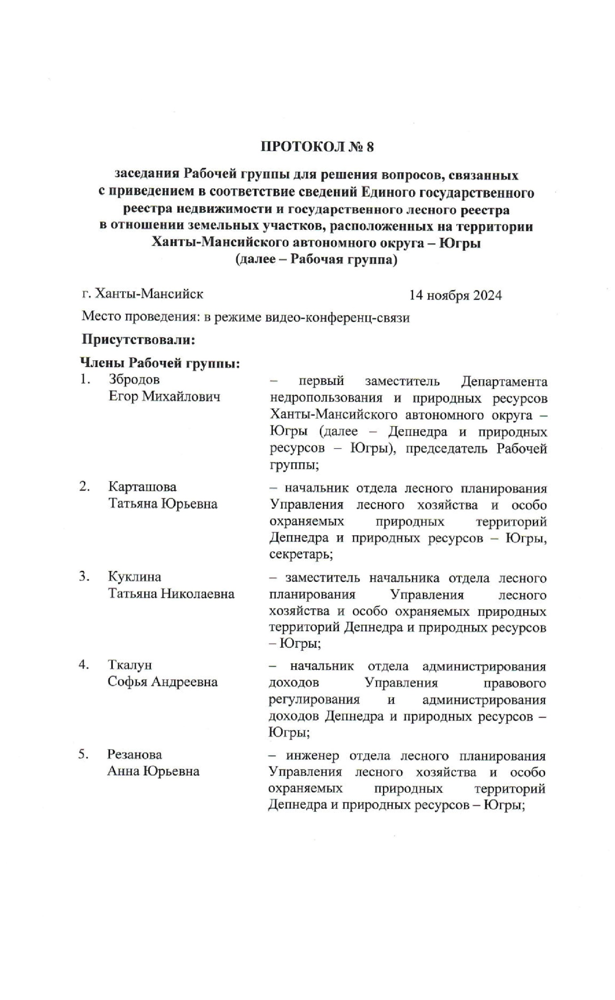 ПРОТОКОЛ № 8
заседания Рабочей группы для решения вопросов, связанных
с приведением в соответствие сведений Единого государственного
реестра недвижимости и государственного лесного реестра
в отношении земельных участков, расположенных на территории
Ханты-Мансийского автономного округа – Югры
(далее – Рабочая группа)
г. Ханты-Мансийск 14 ноября 2024
Место проведения: в режиме видео-конференц-связи
Присутствовали:
Члены Рабочей группы:
1. Збродов – первый заместитель Департамента
Егор Михайлович недропользования и природных ресурсов
Ханты-Мансийского автономного округа –
Югры (далее – Депнедра и природных
ресурсов – Югры), председатель Рабочей
группы;
2. Карташова – начальник отдела лесного планирования
Татьяна Юрьевна Управления лесного хозяйства и особо
охраняемых природных территорий
Депнедра и природных ресурсов – Югры,
секретарь;
3. Куклина – заместитель начальника отдела лесного
Татьяна Николаевна планирования Управления лесного
хозяйства и особо охраняемых природных
территорий Депнедра и природных ресурсов
– Югры;
4. Ткалун – начальник отдела администрирования
Софья Андреевна доходов Управления правового
регулирования и администрирования
доходов Депнедра и природных ресурсов –
Югры;
5. Резанова – инженер отдела лесного планирования
Анна Юрьевна Управления лесного хозяйства и особо
охраняемых природных территорий
Депнедра и природных ресурсов – Югры;